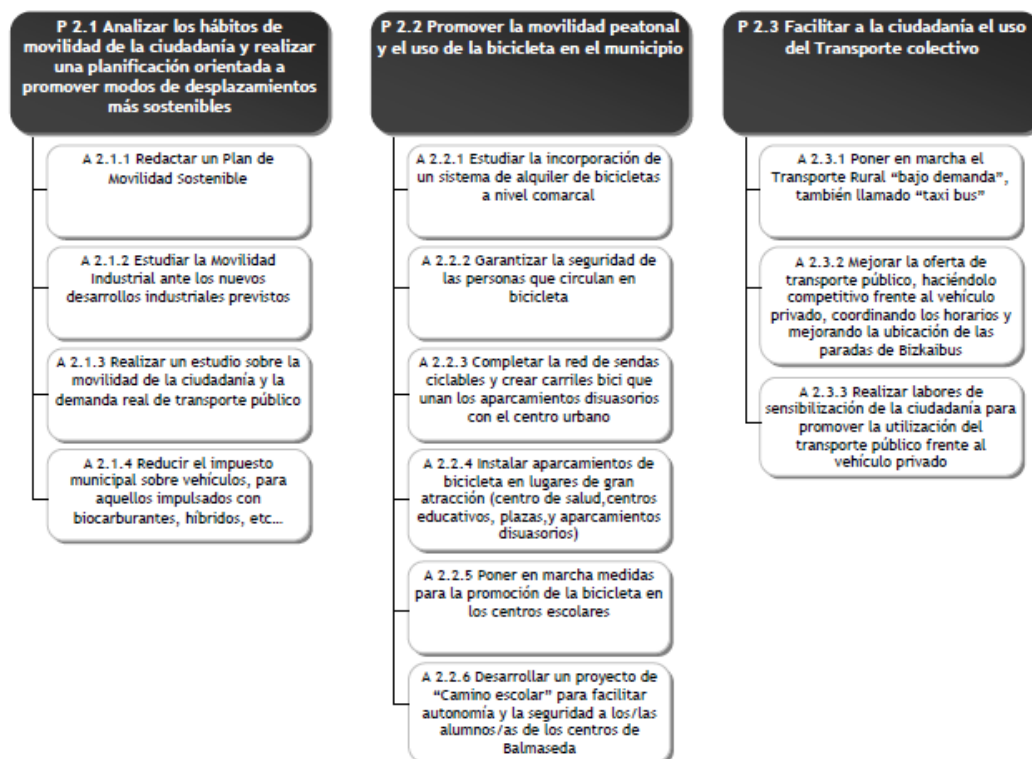 P 2.1 Analizar los hábitos de
movilidad de la ciudadanía y realizar
una planificación orientada a
promover modos de desplazamientos
más sostenibles
A 2.1.1 Redactar un Plan de
Movilidad Sostenible
A 2.1.2 Estudiar la Movilidad
Industrial ante los nuevos
desarrollos industriales previstos
A 2.1.3 Realizar un estudio sobre la
movilidad de la ciudadanía y la
demanda real de transporte público
A 2.1.4 Reducir el impuesto
municipal sobre vehículos, para
aquellos impulsados con
biocarburantes, híbridos, etc...
P 2.2 Promover la movilidad peatonal
y el uso de la bicicleta en el municipio
A 2.2.1 Estudiar la incorporación de
un sistema de alquiler de bicicletas
a nivel comarcal
A 2.2.2 Garantizar la seguridad de
las personas que circulan en
bicicleta
A 2.2.3 Completar la red de sendas
ciclables y crear carriles bici que
unan los aparcamientos disuasorios
con el centro urbano
A 2.2.4 Instalar aparcamientos de
bicicleta en lugares de gran
atracción (centro de salud,centros
educativos, plazas,y aparcamientos
disuasorios)
A 2.2.5 Poner en marcha medidas
para la promoción de la bicicleta en
los centros escolares
A 2.2.6 Desarrollar un proyecto de
“Camino escolar” para facilitar
autonomía y la seguridad a los/las
alumnos/as de los centros de
Balmaseda
P 2.3 Facilitar a la ciudadanía el uso
del Transporte colectivo
A 2.3.1 Poner en marcha el
Transporte Rural “bajo demanda”,
también llamado “taxi bus”
A 2.3.2 Mejorar la oferta de
transporte público, haciéndolo
competitivo frente al vehículo
privado, coordinando los horarios y
mejorando la ubicación de las
paradas de Bizkaibus
A 2.3.3 Realizar labores de
sensibilización de la ciudadanía para
promover la utilización del
transporte público frente al
vehículo privado